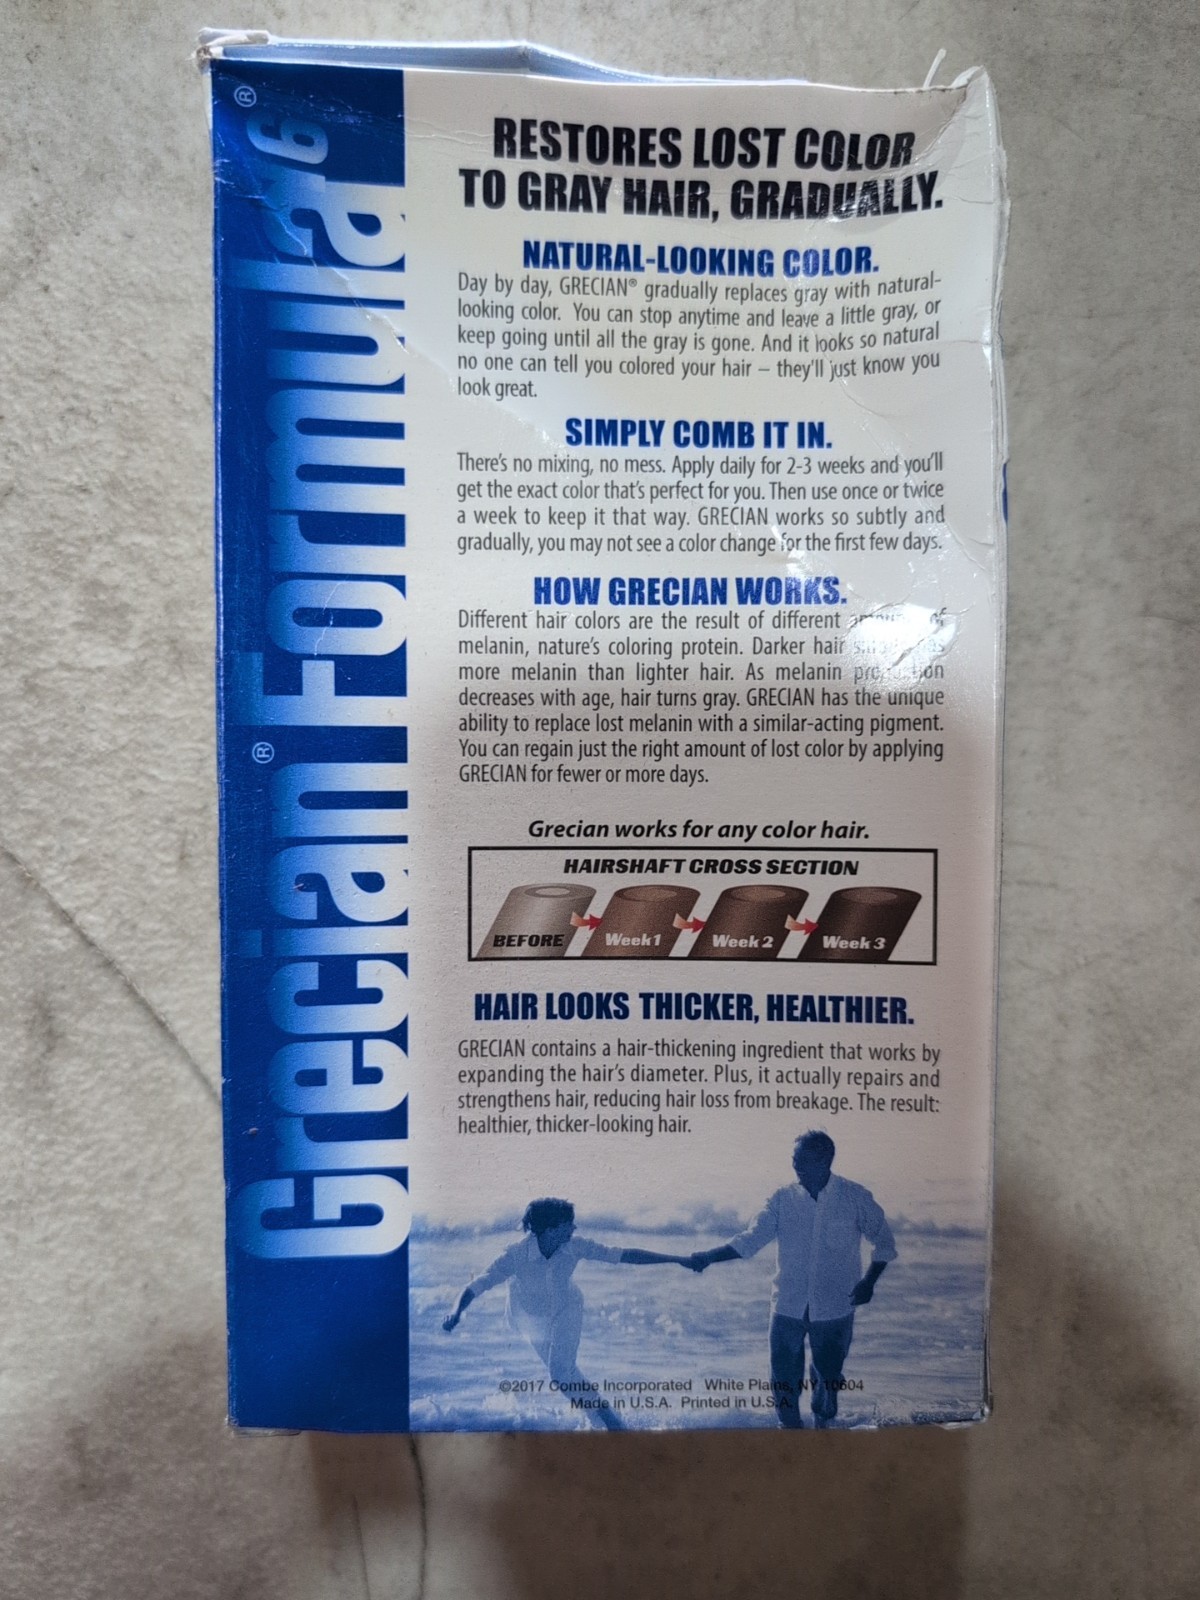 Grecian® Formula 16®
RESTORES LOST COLOR
TO GRAY HAIR, GRADUALLY.
NATURAL-LOOKING COLOR.
Day by day, GRECIAN® gradually replaces gray with natural-
looking color. You can stop anytime and leave a little gray, or
keep going until all the gray is gone. And it looks so natural
no one can tell you colored your hair – they'll just know you
look great.
SIMPLY COMB IT IN.
There's no mixing, no mess. Apply daily for 2-3 weeks and you'll
get the exact color that's perfect for you. Then use once or twice
a week to keep it that way. GRECIAN works so subtly and
gradually, you may not see a color change for the first few days.
HOW GRECIAN WORKS.
Different hair colors are the result of different of
melanin, nature's coloring protein. Darker hair
more melanin than lighter hair. As melanin production
decreases with age, hair turns gray. GRECIAN has the unique
ability to replace lost melanin with a similar-acting pigment.
You can regain just the right amount of lost color by applying
GRECIAN for fewer or more days.
Grecian works for any color hair.
HAIRSHAFT CROSS SECTION
BEFORE Week 1 Week 2 Week 3
HAIR LOOKS THICKER, HEALTHIER.
GRECIAN contains a hair-thickening ingredient that works by
expanding the hair's diameter. Plus, it actually repairs and
strengthens hair, reducing hair loss from breakage. The result:
healthier, thicker-looking hair.
©2017 Combe Incorporated White Plains, NY 10604
Made in U.S.A. Printed in U.S.A.